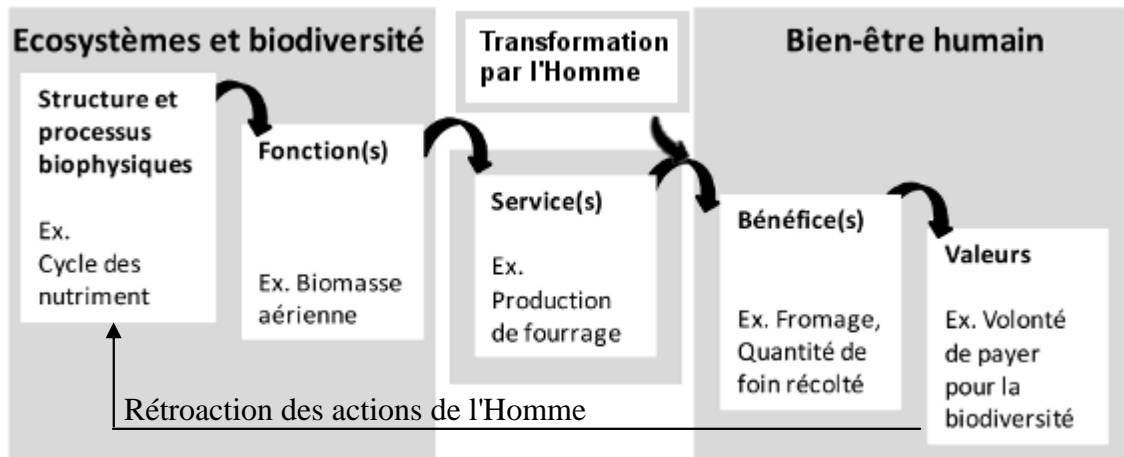 Ecosystèmes et biodiversité
Structure et
processus
biophysiques
Ex.
Cycle des
nutriment
Fonction(s)
Ex. Biomasse
aérienne
Transformation
par l'Homme
Service(s)
Ex.
Production
de fourrage
Bien-être humain
Bénéfice(s)
Ex. Fromage,
Quantité de
foin récolté
Valeurs
Ex. Volonté
de payer
pour la
biodiversité
Rétroaction des actions de l'Homme